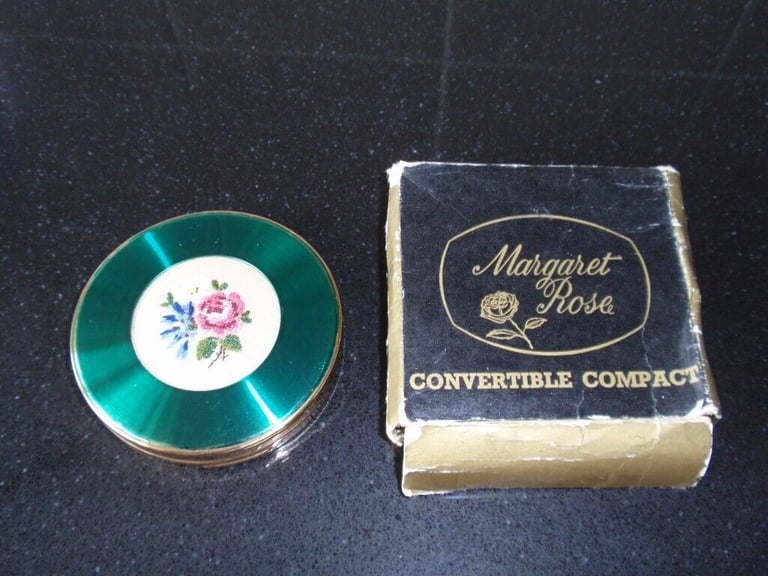 Margaret
Rose
CONVERTIBLE COMPACT